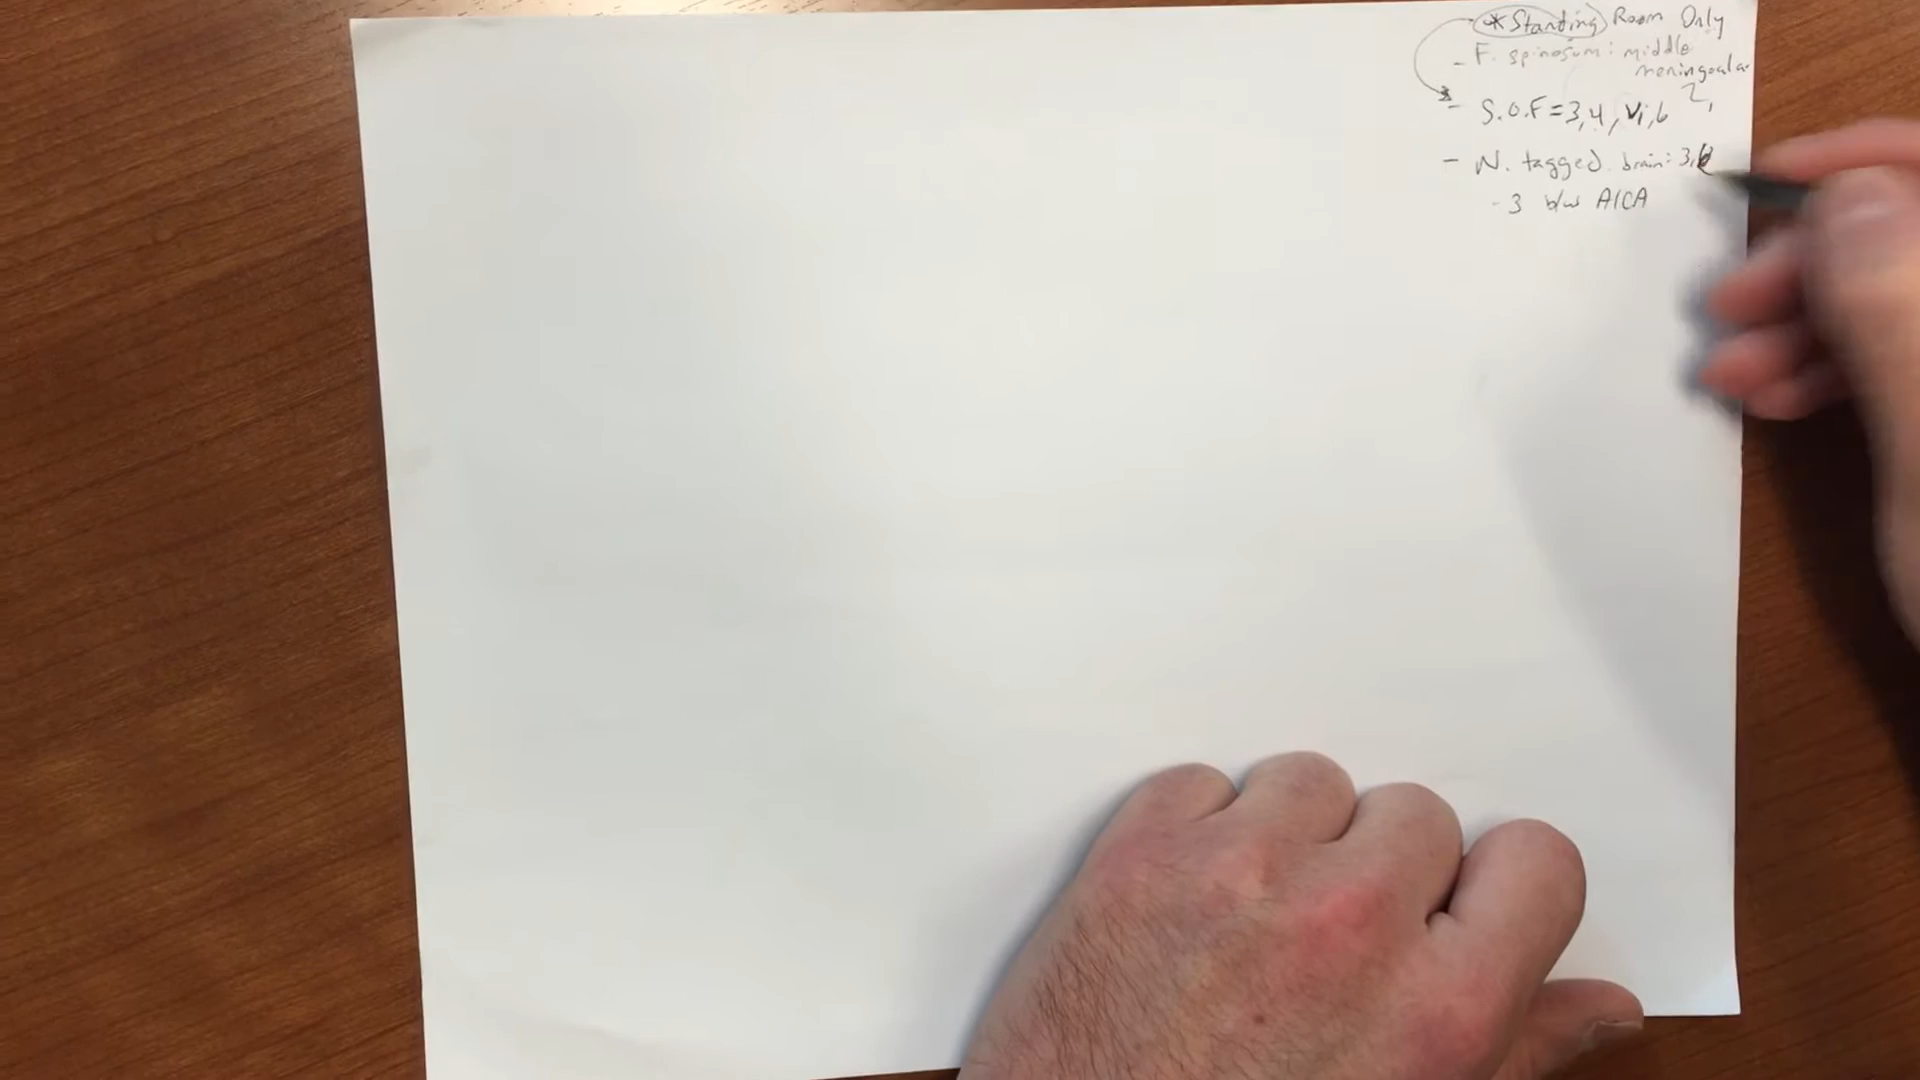 *Standing Room Only
- F. spinosum: middle
meningeal a.
- S.O.F = 3,4, V1, 6
- N. tagged. brain: 3,
- 3 b/w AICA